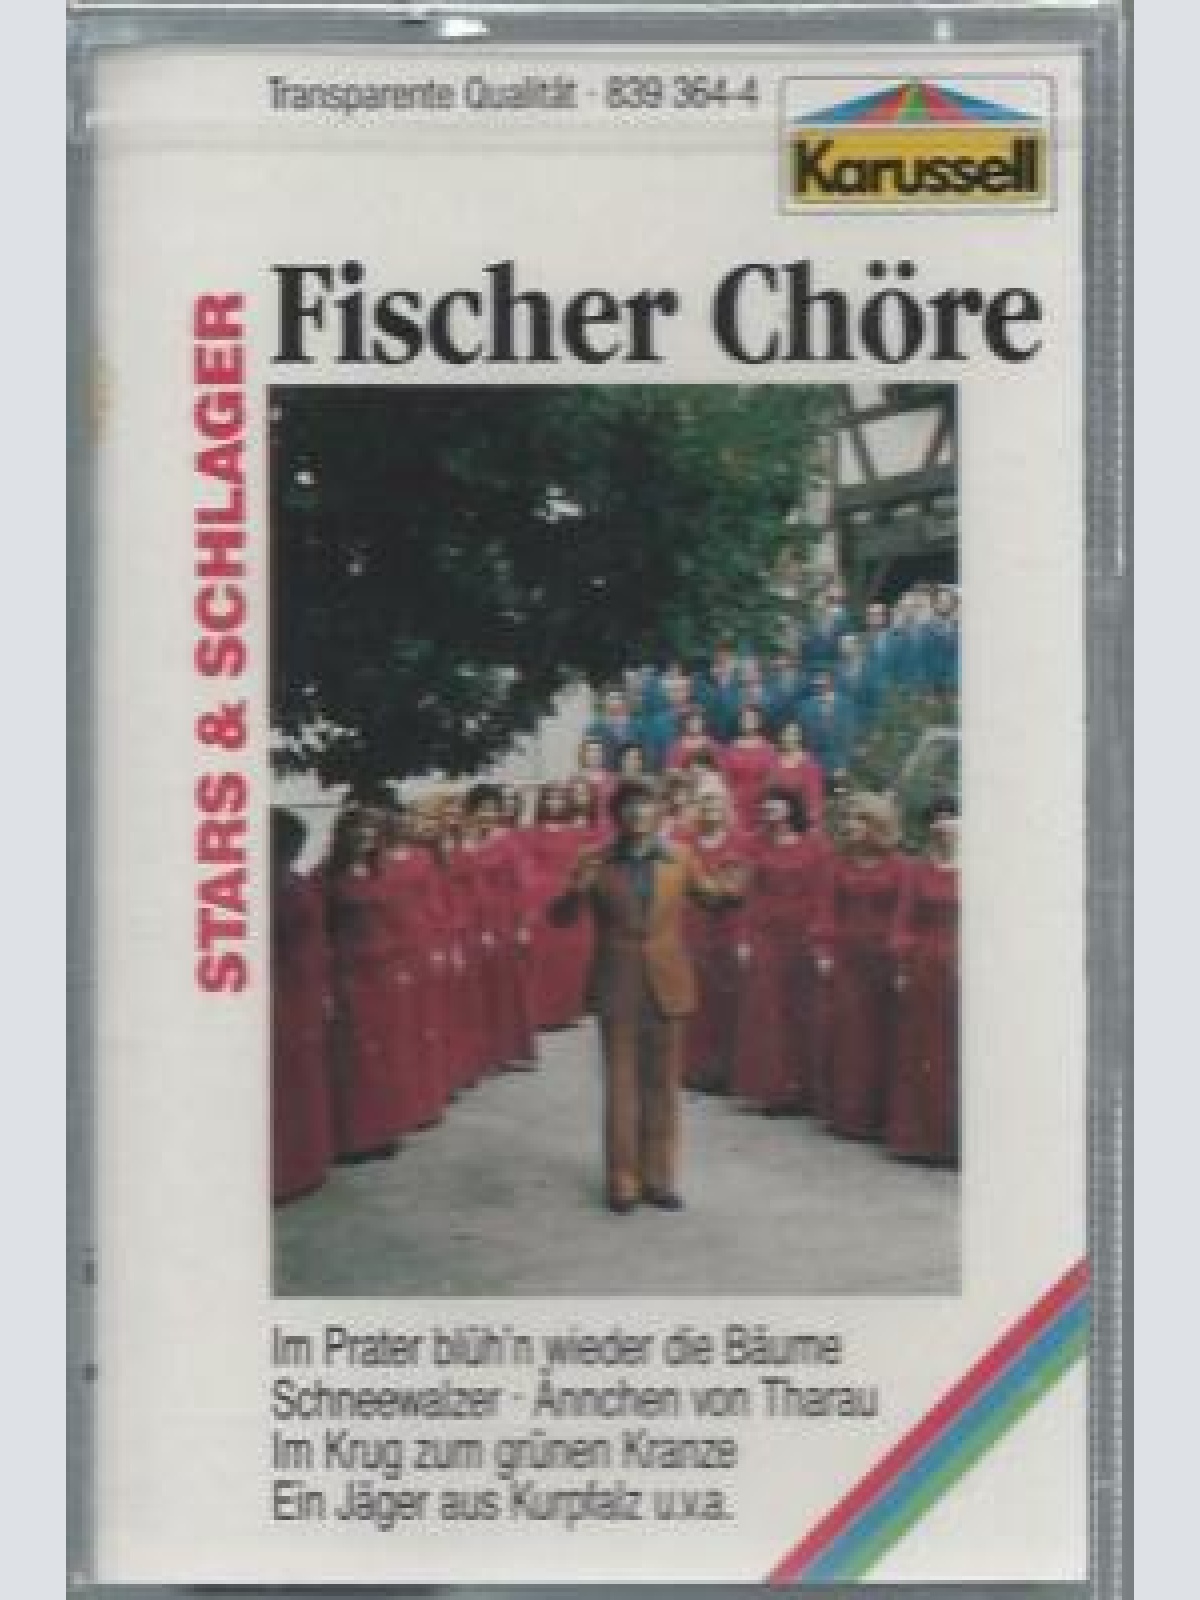 Transparente Qualität · 839 364-4
Karussell
Fischer Chöre
STARS & SCHLAGER
Im Prater blüh'n wieder die Bäume
Schneewalzer · Ännchen von Tharau
Im Krug zum grünen Kranze
Ein Jäger aus Kurpfalz u.v.a.